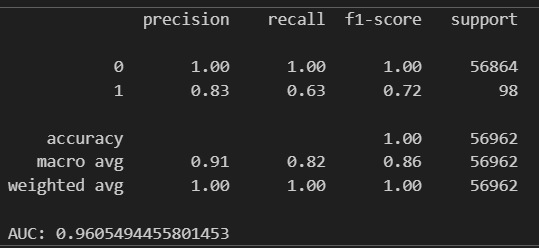 precision recall f1-score support
0 1.00 1.00 1.00 56864
1 0.83 0.63 0.72 98
accuracy 1.00 56962
macro avg 0.91 0.82 0.86 56962
weighted avg 1.00 1.00 1.00 56962
AUC: 0.9605494455801453